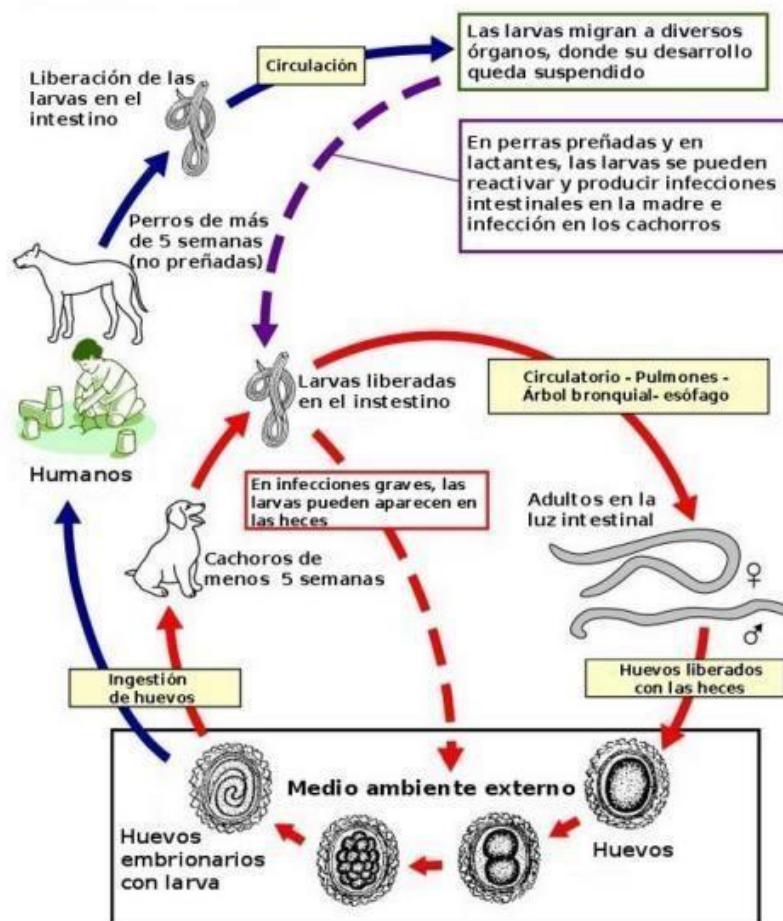 Las larvas migran a diversos
órganos, donde su desarrollo
queda suspendido
Circulación
Liberación de las
larvas en el
intestino
En perras preñadas y en
lactantes, las larvas se pueden
reactivar y producir infecciones
intestinales en la madre e
infección en los cachorros
Perros de más
de 5 semanas
(no preñadas)
Larvas liberadas
en el instestino
Circulatorio - Pulmones -
Árbol bronquial- esófago
Humanos
En infecciones graves, las
larvas pueden aparecen en
las heces
Adultos en la
luz intestinal
♀
♂
Cachoros de
menos 5 semanas
Ingestión
de huevos
Huevos liberados
con las heces
Medio ambiente externo
Huevos
embrionarios
con larva
Huevos